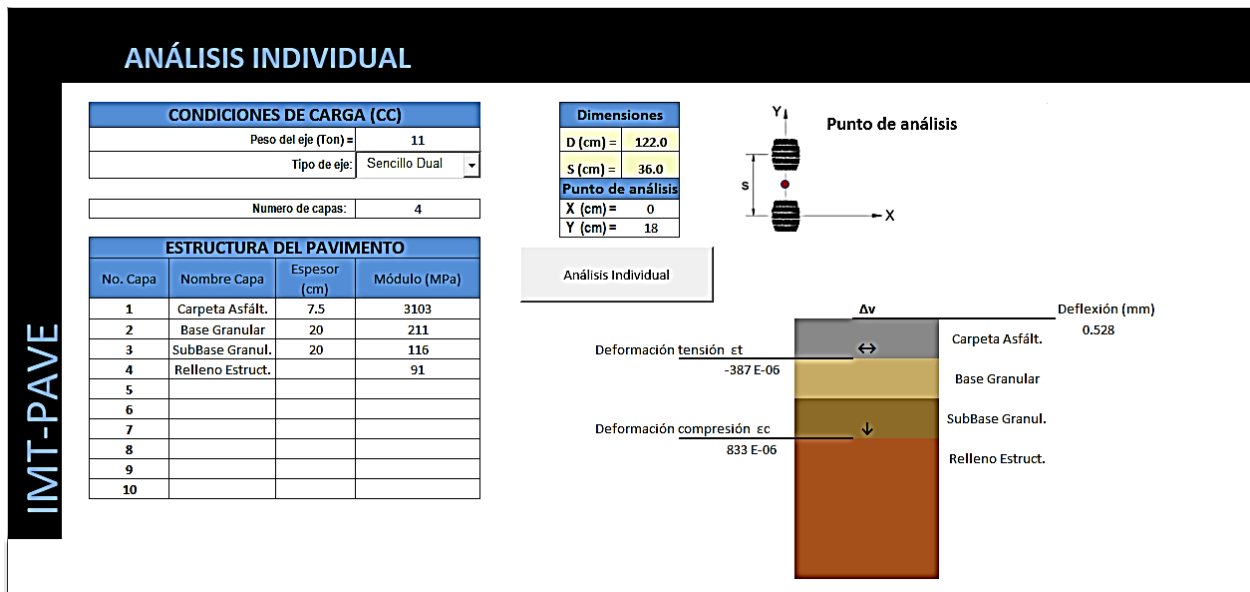 ANÁLISIS INDIVIDUAL
IMT-PAVE
CONDICIONES DE CARGA (CC)
Peso del eje (Ton) = 11
Tipo de eje: Sencillo Dual
Numero de capas: 4
ESTRUCTURA DEL PAVIMENTO
No. Capa Nombre Capa Espesor (cm) Módulo (MPa)
1 Carpeta Asfált. 7.5 3103
2 Base Granular 20 211
3 SubBase Granul. 20 116
4 Relleno Estruct. 91
5
6
7
8
9
10
Dimensiones
D (cm) = 122.0
S (cm) = 36.0
Punto de análisis
X (cm) = 0
Y (cm) = 18
Análisis Individual
Y
S
X
Punto de análisis
Δv
Deflexión (mm)
0.528
Carpeta Asfált.
Deformación tensión εt
-387 E-06
Base Granular
SubBase Granul.
Deformación compresión εc
833 E-06
Relleno Estruct.